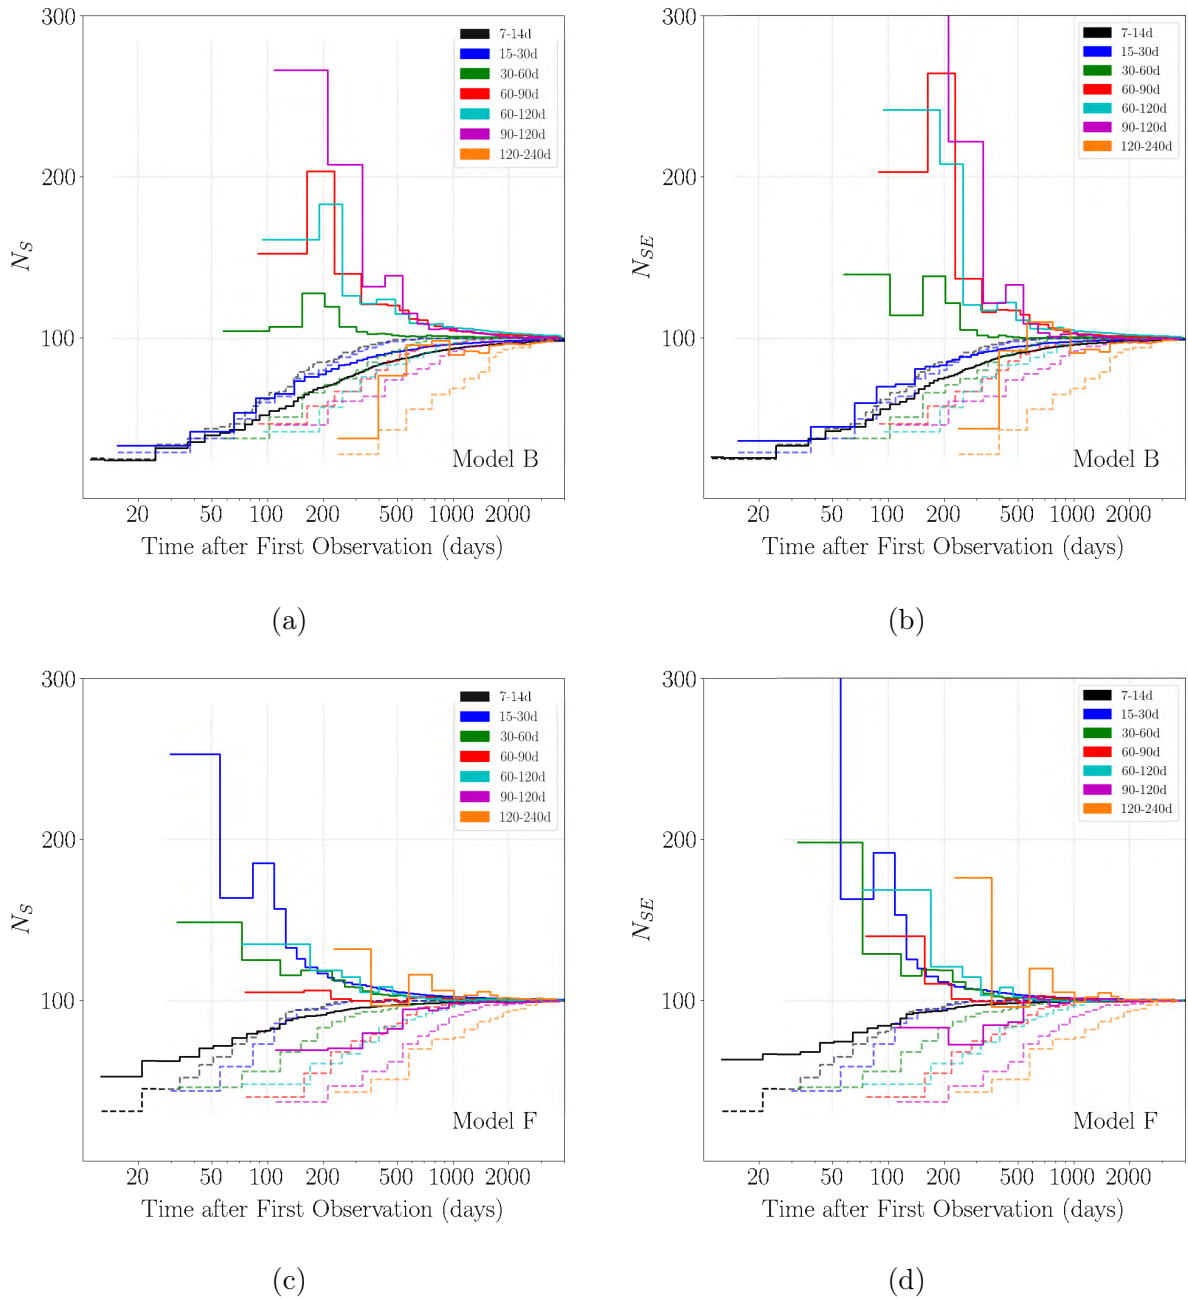 300
200
100
N_S
7-14d
15-30d
30-60d
60-90d
60-120d
90-120d
120-240d
Model B
20 50 100 200 500 1000 2000
Time after First Observation (days)
(a)
300
200
100
N_SE
7-14d
15-30d
30-60d
60-90d
60-120d
90-120d
120-240d
Model B
20 50 100 200 500 1000 2000
Time after First Observation (days)
(b)
300
200
100
N_S
7-14d
15-30d
30-60d
60-90d
60-120d
90-120d
120-240d
Model F
20 50 100 200 500 1000 2000
Time after First Observation (days)
(c)
300
200
100
N_SE
7-14d
15-30d
30-60d
60-90d
60-120d
90-120d
120-240d
Model F
20 50 100 200 500 1000 2000
Time after First Observation (days)
(d)